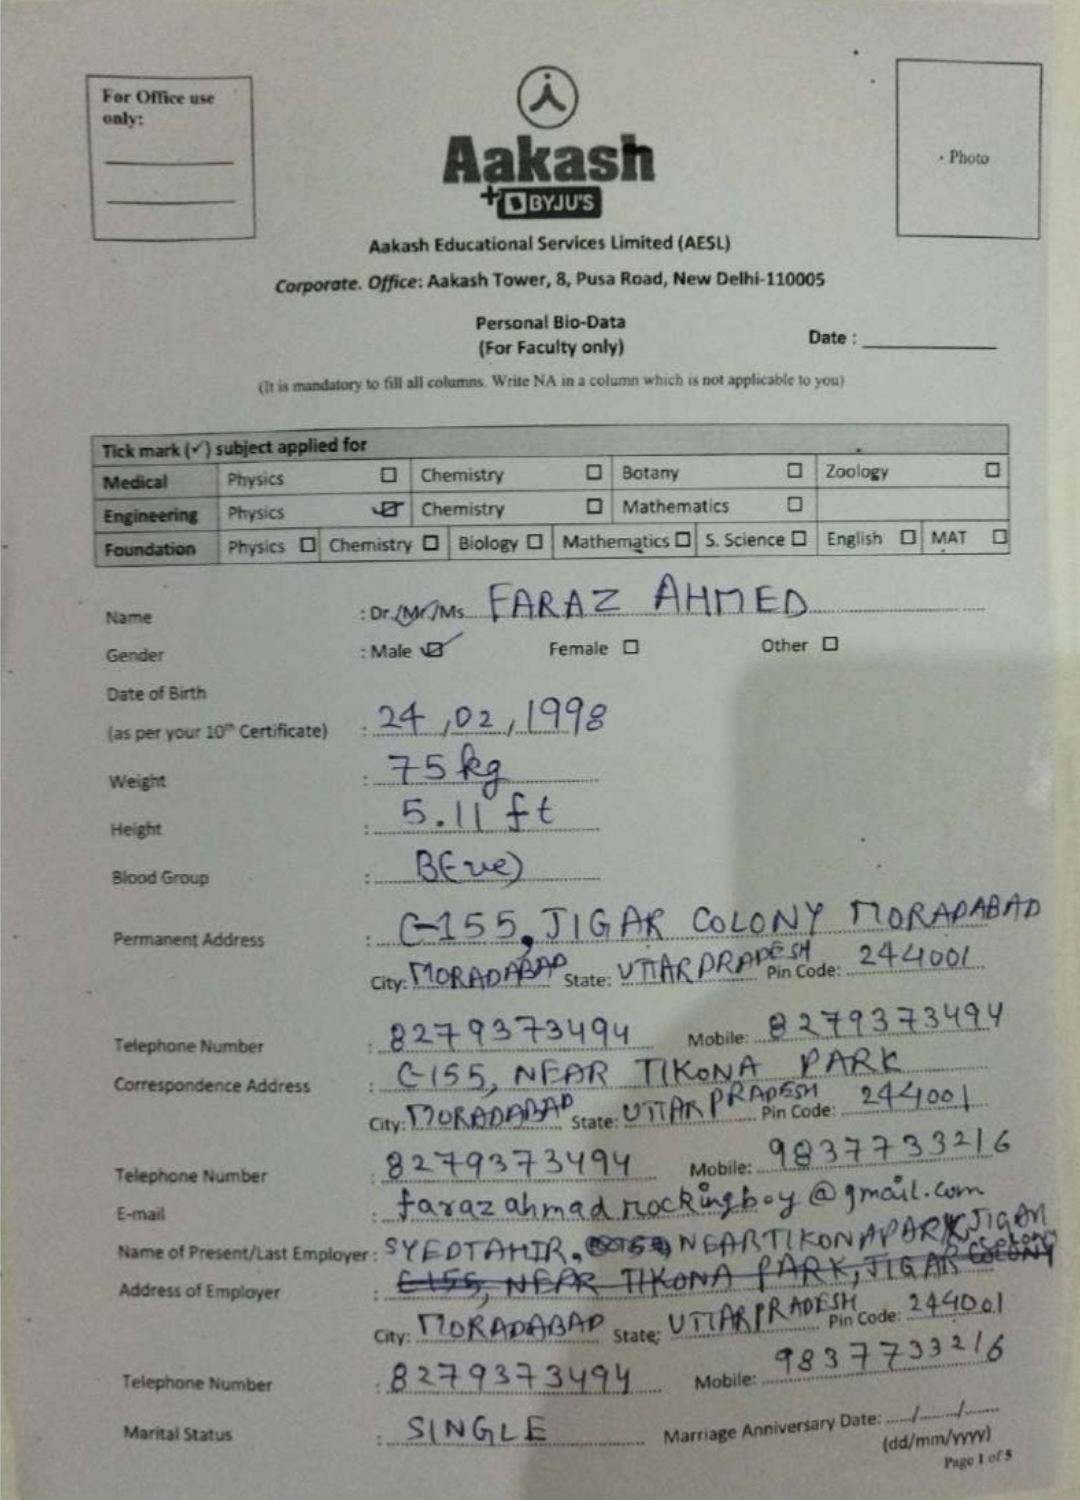 For Office use
only:
Photo
Aakash
+ BYJU'S
Aakash Educational Services Limited (AESL)
Corporate. Office: Aakash Tower, 8, Pusa Road, New Delhi-110005
Personal Bio-Data
(For Faculty only)
Date :
(It is mandatory to fill all columns. Write NA in a column which is not applicable to you)
Tick mark (✓) subject applied for
Medical Physics ☐ Chemistry ☐ Botany ☐ Zoology ☐
Engineering Physics ☑ Chemistry ☐ Mathematics ☐
Foundation Physics ☐ Chemistry ☐ Biology ☐ Mathematics ☐ S. Science ☐ English ☐ MAT ☐
Name : Dr./Mr./Ms. FARAZ AHMED
Gender : Male ☑ Female ☐ Other ☐
Date of Birth
(as per your 10th Certificate) : 24, 02, 1998
Weight : 75 kg
Height : 5.11 ft
Blood Group : B(-ve)
Permanent Address : C-155, JIGAR COLONY MORADABAD
City: MORADABAD State: UTTAR PRADESH Pin Code: 244001
Telephone Number : 8279373494 Mobile: 8279373494
Correspondence Address : C-155, NEAR TIKONA PARK
City: MORADABAD State: UTTAR PRADESH Pin Code: 244001
Telephone Number : 8279373494 Mobile: 9837733216
E-mail : farazahmadrockingboy@gmail.com
Name of Present/Last Employer : SYEDTAHIR. NEAR TIKONA PARK JIGAR COLONY
Address of Employer : C155, NEAR TIKONA PARK, JIGAR COLONY
City: MORADABAD State: UTTAR PRADESH Pin Code: 244001
Telephone Number : 8279373494 Mobile: 9837733216
Marital Status : SINGLE Marriage Anniversary Date: ....../......./.......
(dd/mm/yyyy)
Page 1 of 5